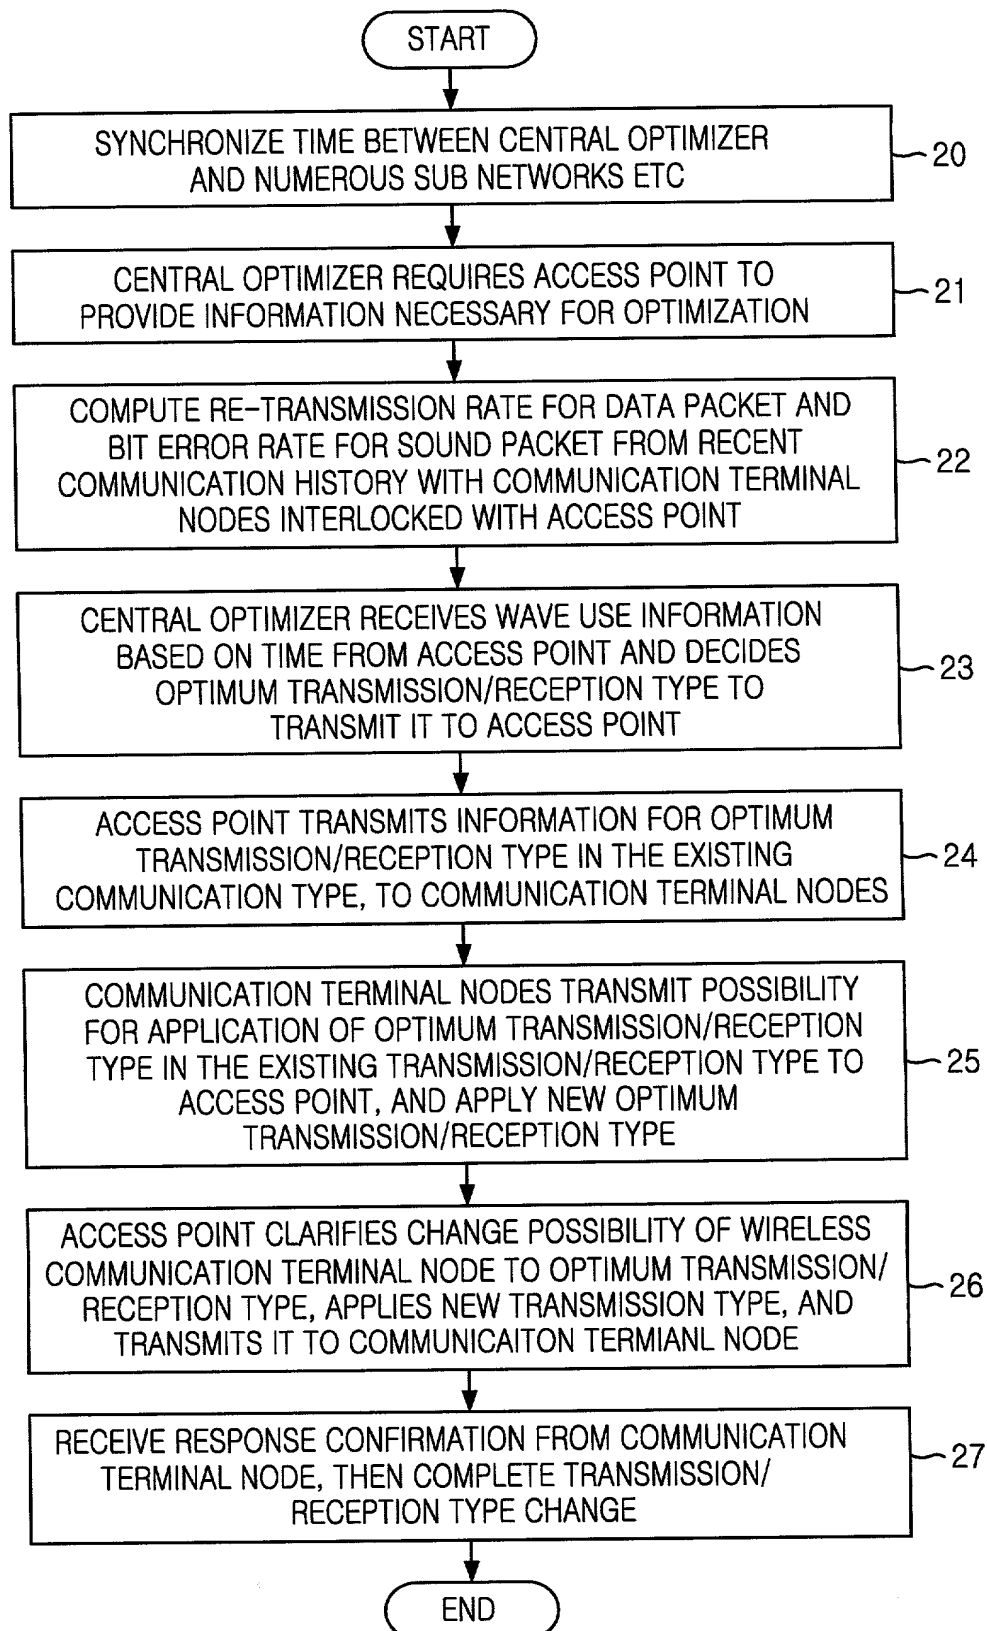 START
SYNCHRONIZE TIME BETWEEN CENTRAL OPTIMIZER
AND NUMEROUS SUB NETWORKS ETC
20
CENTRAL OPTIMIZER REQUIRES ACCESS POINT TO
PROVIDE INFORMATION NECESSARY FOR OPTIMIZATION
21
COMPUTE RE-TRANSMISSION RATE FOR DATA PACKET AND
BIT ERROR RATE FOR SOUND PACKET FROM RECENT
COMMUNICATION HISTORY WITH COMMUNICATION TERMINAL
NODES INTERLOCKED WITH ACCESS POINT
22
CENTRAL OPTIMIZER RECEIVES WAVE USE INFORMATION
BASED ON TIME FROM ACCESS POINT AND DECIDES
OPTIMUM TRANSMISSION/RECEPTION TYPE TO
TRANSMIT IT TO ACCESS POINT
23
ACCESS POINT TRANSMITS INFORMATION FOR OPTIMUM
TRANSMISSION/RECEPTION TYPE IN THE EXISTING
COMMUNICATION TYPE, TO COMMUNICATION TERMINAL NODES
24
COMMUNICATION TERMINAL NODES TRANSMIT POSSIBILITY
FOR APPLICATION OF OPTIMUM TRANSMISSION/RECEPTION
TYPE IN THE EXISTING TRANSMISSION/RECEPTION TYPE TO
ACCESS POINT, AND APPLY NEW OPTIMUM
TRANSMISSION/RECEPTION TYPE
25
ACCESS POINT CLARIFIES CHANGE POSSIBILITY OF WIRELESS
COMMUNICATION TERMINAL NODE TO OPTIMUM TRANSMISSION/
RECEPTION TYPE, APPLIES NEW TRANSMISSION TYPE, AND
TRANSMITS IT TO COMMUNICAITON TERMIANL NODE
26
RECEIVE RESPONSE CONFIRMATION FROM COMMUNICATION
TERMINAL NODE, THEN COMPLETE TRANSMISSION/
RECEPTION TYPE CHANGE
27
END